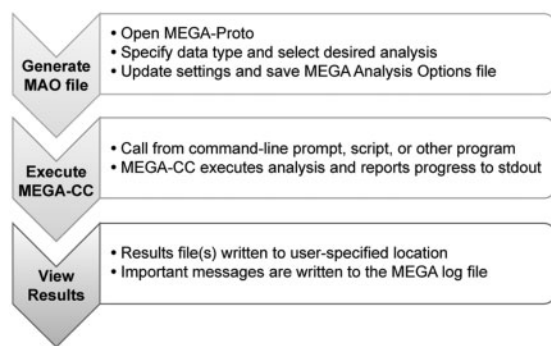 Generate
MAO file
• Open MEGA-Proto
• Specify data type and select desired analysis
• Update settings and save MEGA Analysis Options file
Execute
MEGA-CC
• Call from command-line prompt, script, or other program
• MEGA-CC executes analysis and reports progress to stdout
View
Results
• Results file(s) written to user-specified location
• Important messages are written to the MEGA log file